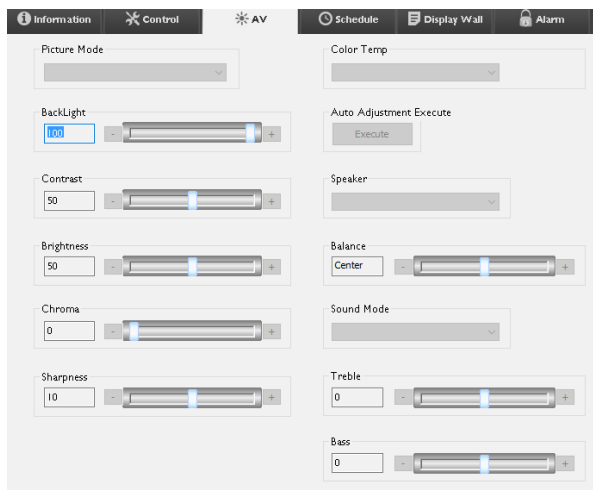 Information Control AV Schedule Display Wall Alarm
Picture Mode
BackLight
100 - +
Contrast
50 - +
Brightness
50 - +
Chroma
0 - +
Sharpness
10 - +
Color Temp
Auto Adjustment Execute
Execute
Speaker
Balance
Center - +
Sound Mode
Treble
0 - +
Bass
0 - +